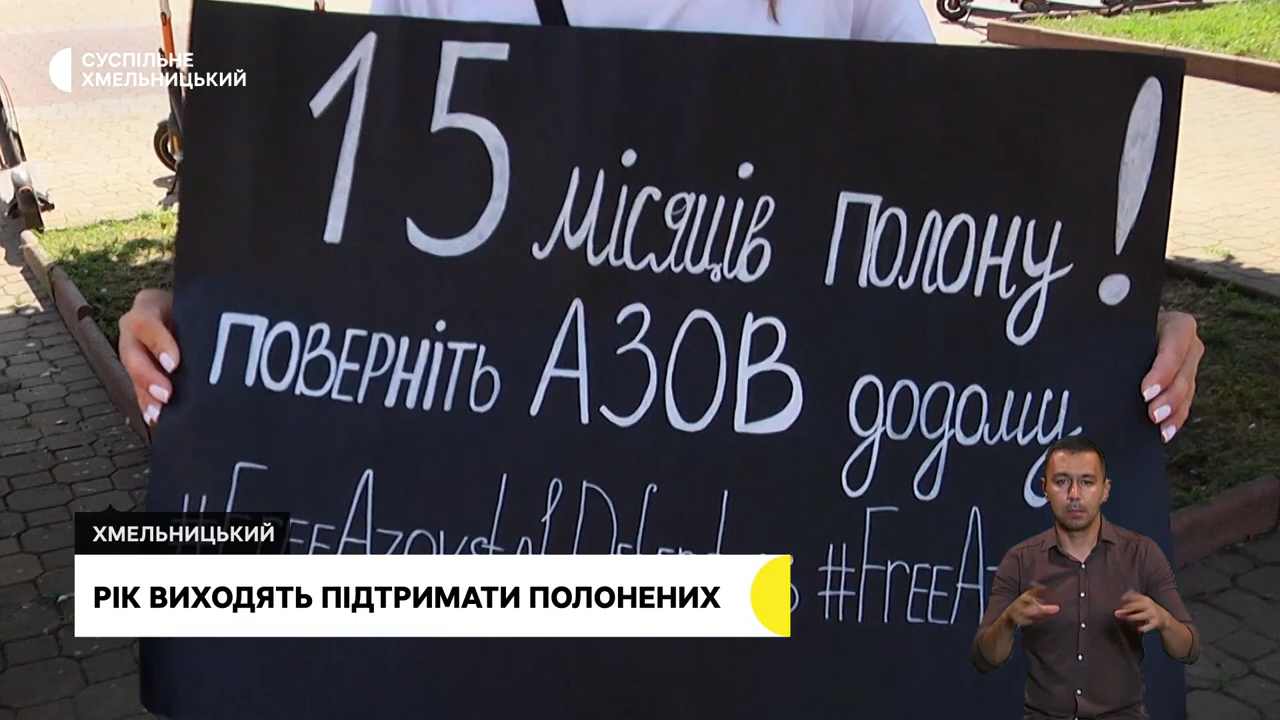 СУСПІЛЬНЕ
ХМЕЛЬНИЦЬКИЙ
15 місяців полону!
поверніть АЗОВ додому
ХМЕЛЬНИЦЬКИЙ
РІК ВИХОДЯТЬ ПІДТРИМАТИ ПОЛОНЕНИХ